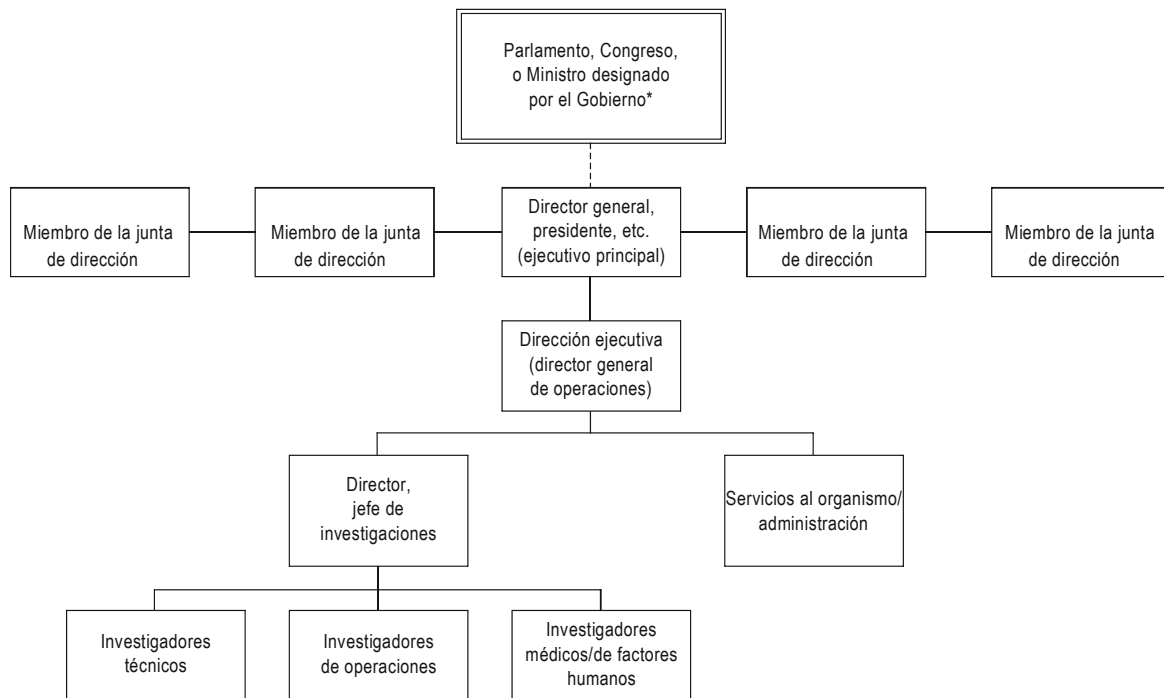 Parlamento, Congreso,
o Ministro designado
por el Gobierno*
Miembro de la junta
de dirección
Miembro de la junta
de dirección
Director general,
presidente, etc.
(ejecutivo principal)
Miembro de la junta
de dirección
Miembro de la junta
de dirección
Dirección ejecutiva
(director general
de operaciones)
Director,
jefe de
investigaciones
Servicios al organismo/
administración
Investigadores
técnicos
Investigadores
de operaciones
Investigadores
médicos/de factores
humanos